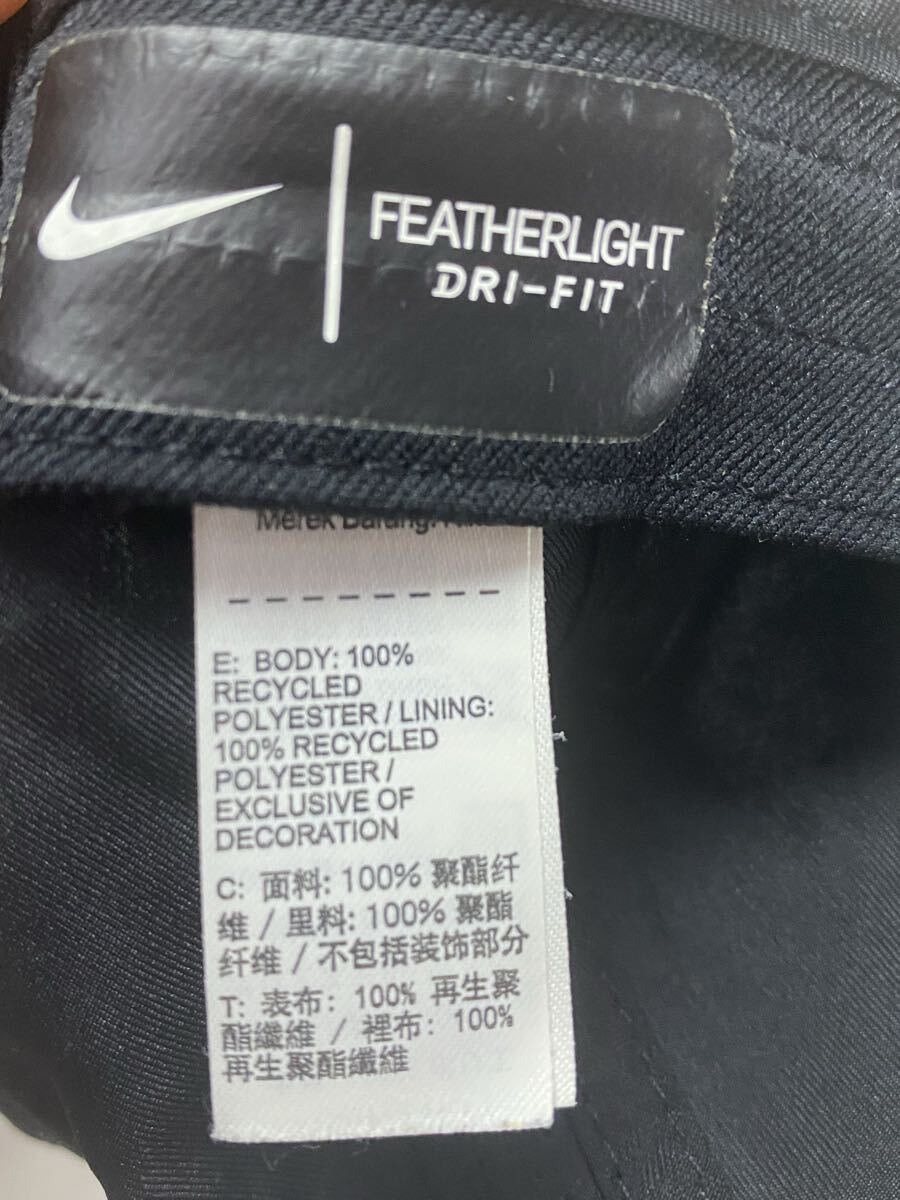 FEATHERLIGHT
DRI-FIT
Merek Barang:
E: BODY: 100%
RECYCLED
POLYESTER / LINING:
100% RECYCLED
POLYESTER /
EXCLUSIVE OF
DECORATION
C: 面料: 100% 聚酯纤
维 / 里料: 100% 聚酯
纤维 / 不包括装饰部分
T: 表布: 100% 再生聚
酯纖維 / 裡布: 100%
再生聚酯纖維